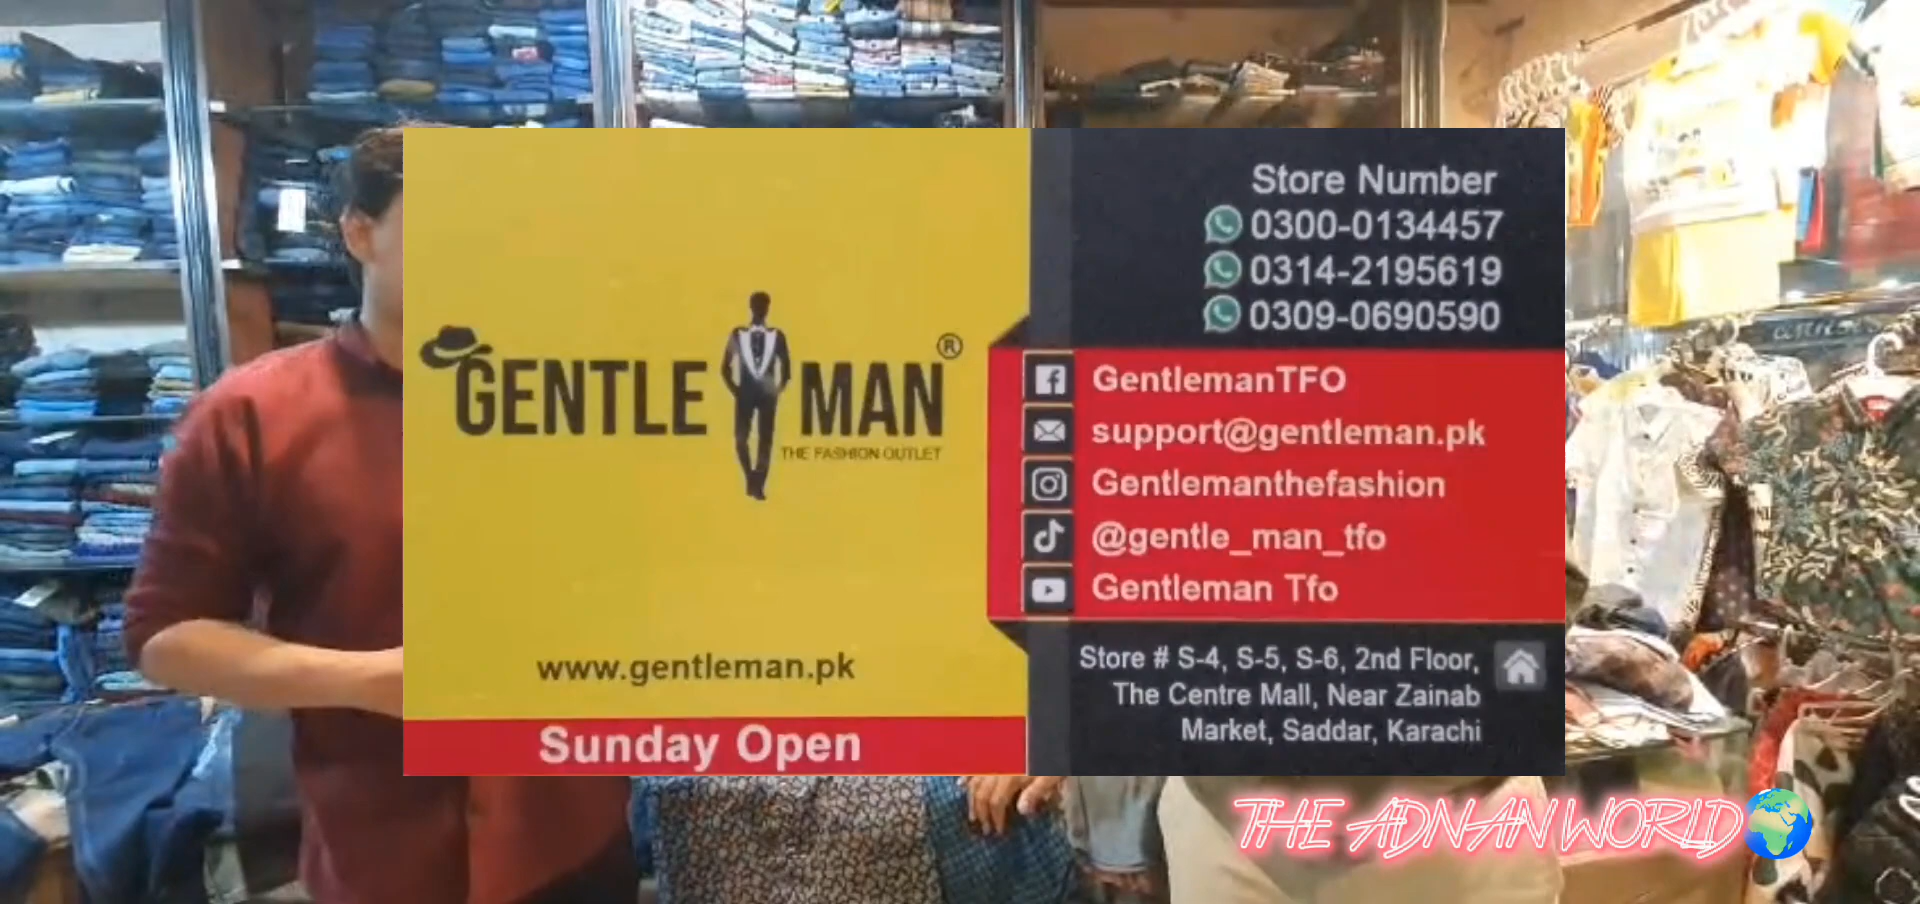 GENTLE MAN®
THE FASHION OUTLET
www.gentleman.pk
Sunday Open
Store Number
0300-0134457
0314-2195619
0309-0690590
GentlemanTFO
support@gentleman.pk
Gentlemanthefashion
@gentle_man_tfo
Gentleman Tfo
Store # S-4, S-5, S-6, 2nd Floor,
The Centre Mall, Near Zainab
Market, Saddar, Karachi
THE ADNAN WORLD